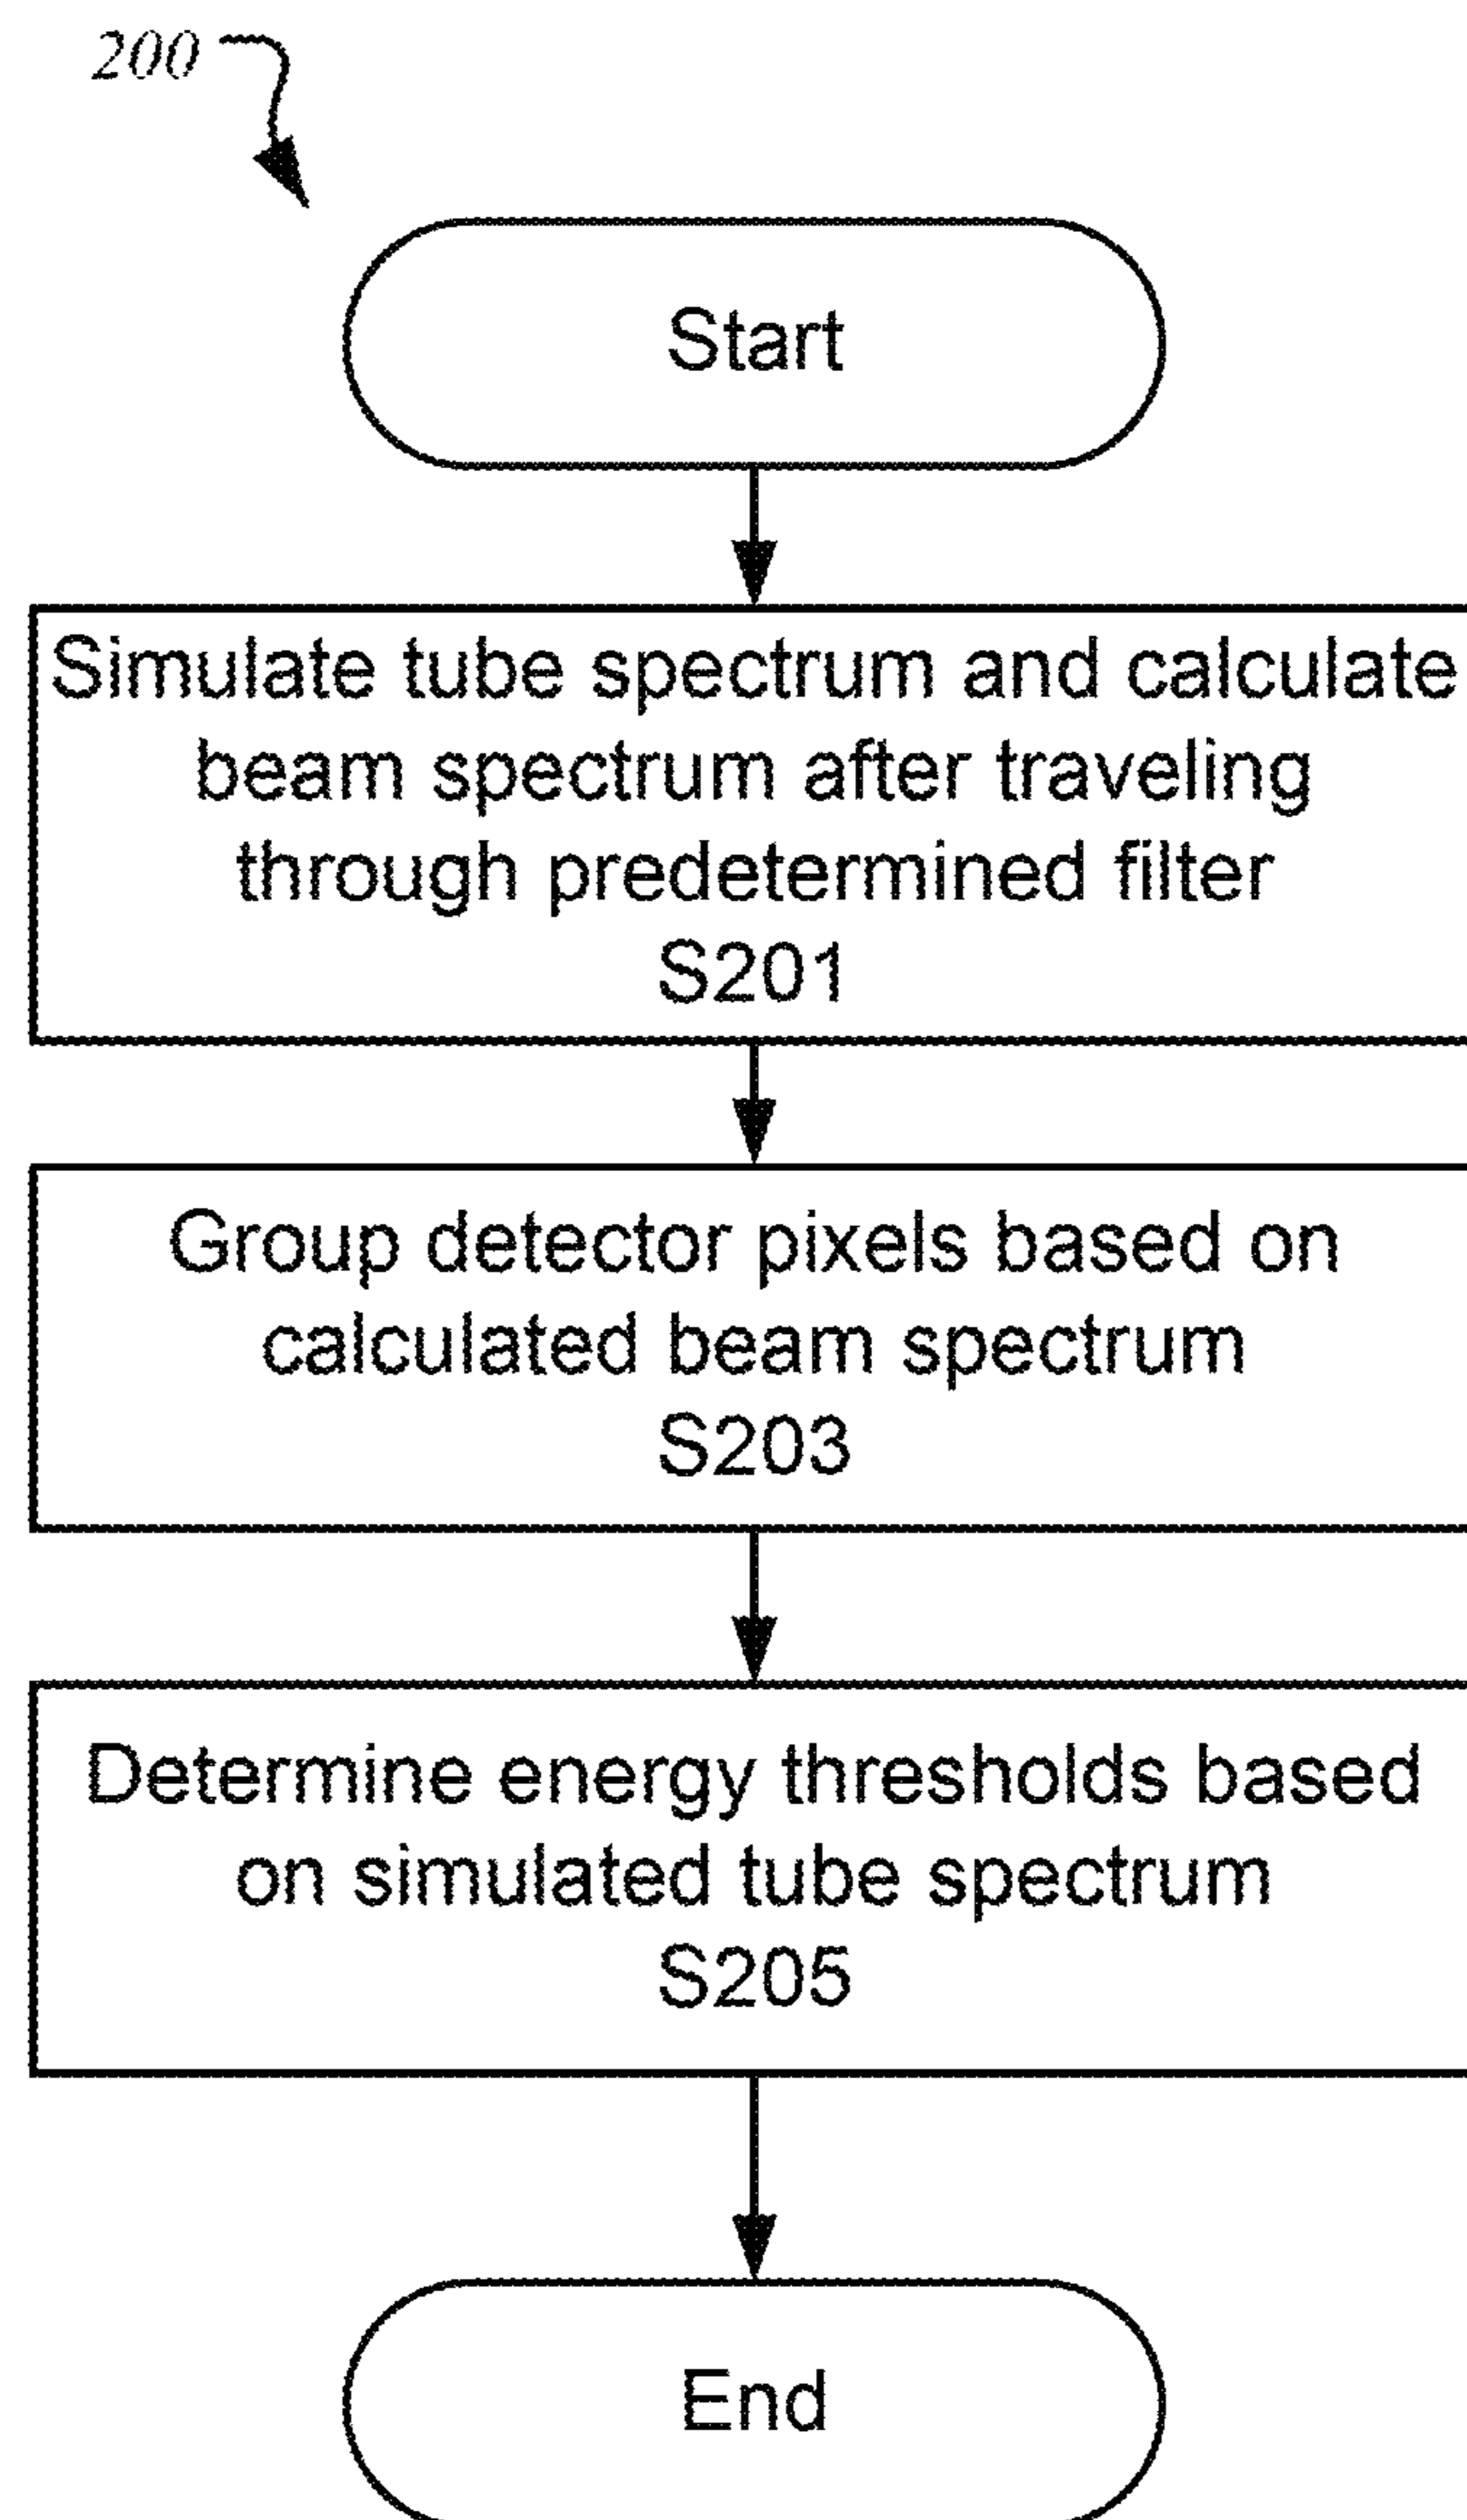 200
Start
Simulate tube spectrum and calculate
beam spectrum after traveling
through predetermined filter
S201
Group detector pixels based on
calculated beam spectrum
S203
Determine energy thresholds based
on simulated tube spectrum
S205
End